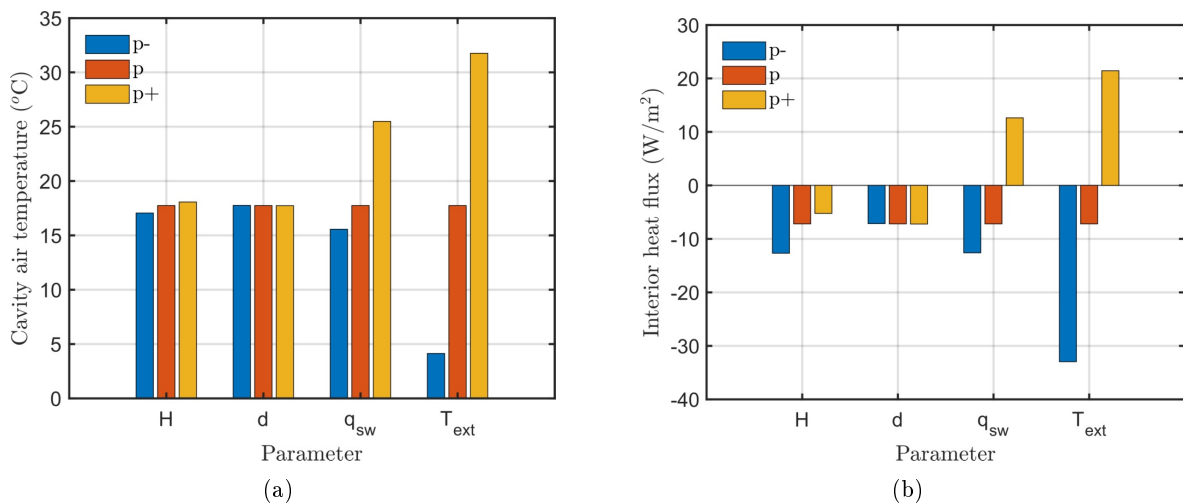 35
30
25
20
15
10
5
0
Cavity air temperature (°C)
p-
p
p+
H
d
q_sw
T_ext
Parameter
(a)
30
20
10
0
-10
-20
-30
-40
Interior heat flux (W/m²)
p-
p
p+
H
d
q_sw
T_ext
Parameter
(b)